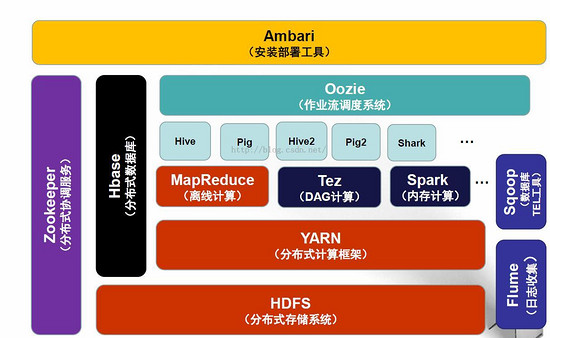 Ambari
(安装部署工具)
Oozie
(作业流调度系统)
Hive
Pig
Hive2
Pig2
Shark
...
http://blog.csdn.net/
MapReduce
(离线计算)
Tez
(DAG计算)
Spark
(内存计算)
...
YARN
(分布式计算框架)
HDFS
(分布式存储系统)
Zookeeper
(分布式协调服务)
Hbase
(分布式数据库)
Sqoop
(数据库
TEL工具)
Flume
(日志收集)